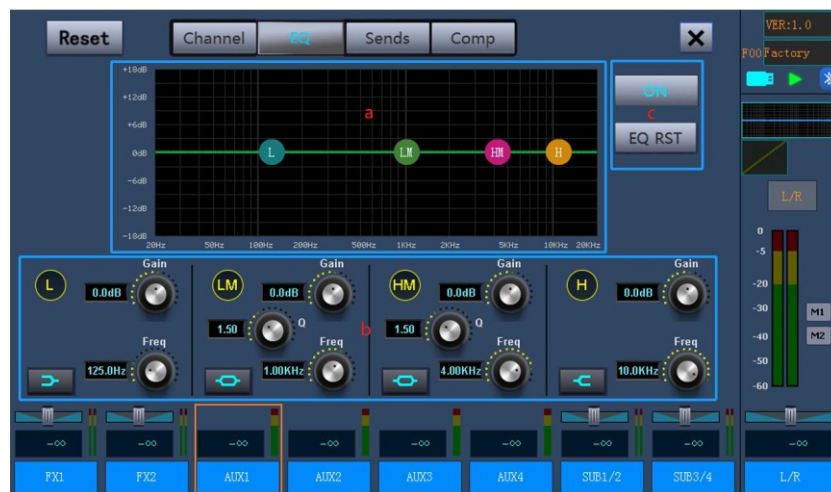 Reset
Channel EQ Sends Comp
VER:1.0
F00 Factory
+18dB
+12dB
+6dB
0dB
-6dB
-12dB
-18dB
a
L LM HM H
20Hz 50Hz 100Hz 200Hz 500Hz 1KHz 2KHz 5KHz 10KHz 20KHz
ON
c
EQ RST
L/R
0
-5
-20
-30
-40
-50
-60
M1
M2
L Gain 0.0dB
Freq 125.0Hz
LM Gain 0.0dB
1.50 Q
Freq 1.00KHz
b
HM Gain 0.0dB
1.50 Q
Freq 4.00KHz
H Gain 0.0dB
Freq 10.0KHz
-∞ -∞ -∞ -∞ -∞ -∞ -∞ -∞ -∞
FX1 FX2 AUX1 AUX2 AUX3 AUX4 SUB1/2 SUB3/4 L/R